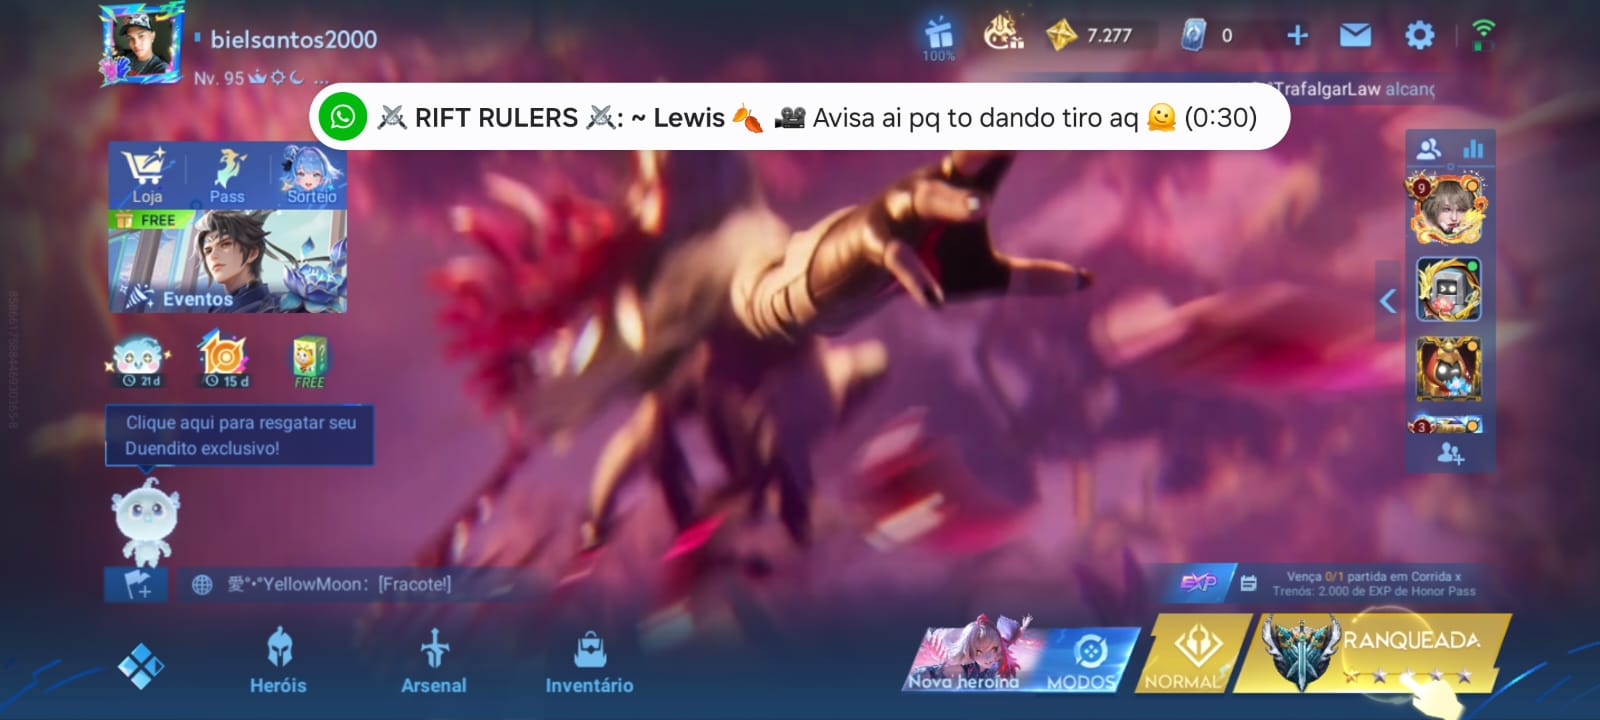 bielsantos2000
Nv. 95 ...
100%
7.277
0
TrafalgarLaw alcanç
RIFT RULERS : ~ Lewis 🍂 🎥 Avisa ai pq to dando tiro aq 🫠 (0:30)
Loja
Pass
Sorteio
FREE
Eventos
21 d
15 d
FREE
9
3
Clique aqui para resgatar seu
Duendito exclusivo!
愛°•°YellowMoon: [Fracote!]
EXP
Vença 0/1 partida em Corrida x
Trenós: 2.000 de EXP de Honor Pass
Heróis
Arsenal
Inventário
Nova heroína
MODOS
NORMAL
RANQUEADA